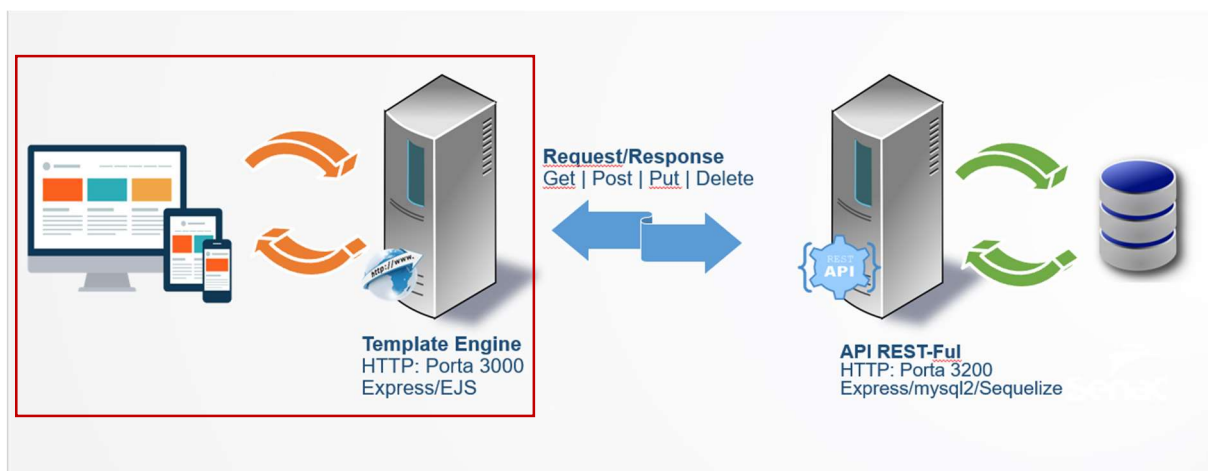 Request/Response
Get | Post | Put | Delete
http://www.
REST
API
Template Engine
HTTP: Porta 3000
Express/EJS
API REST-Ful
HTTP: Porta 3200
Express/mysql2/Sequelize
senac